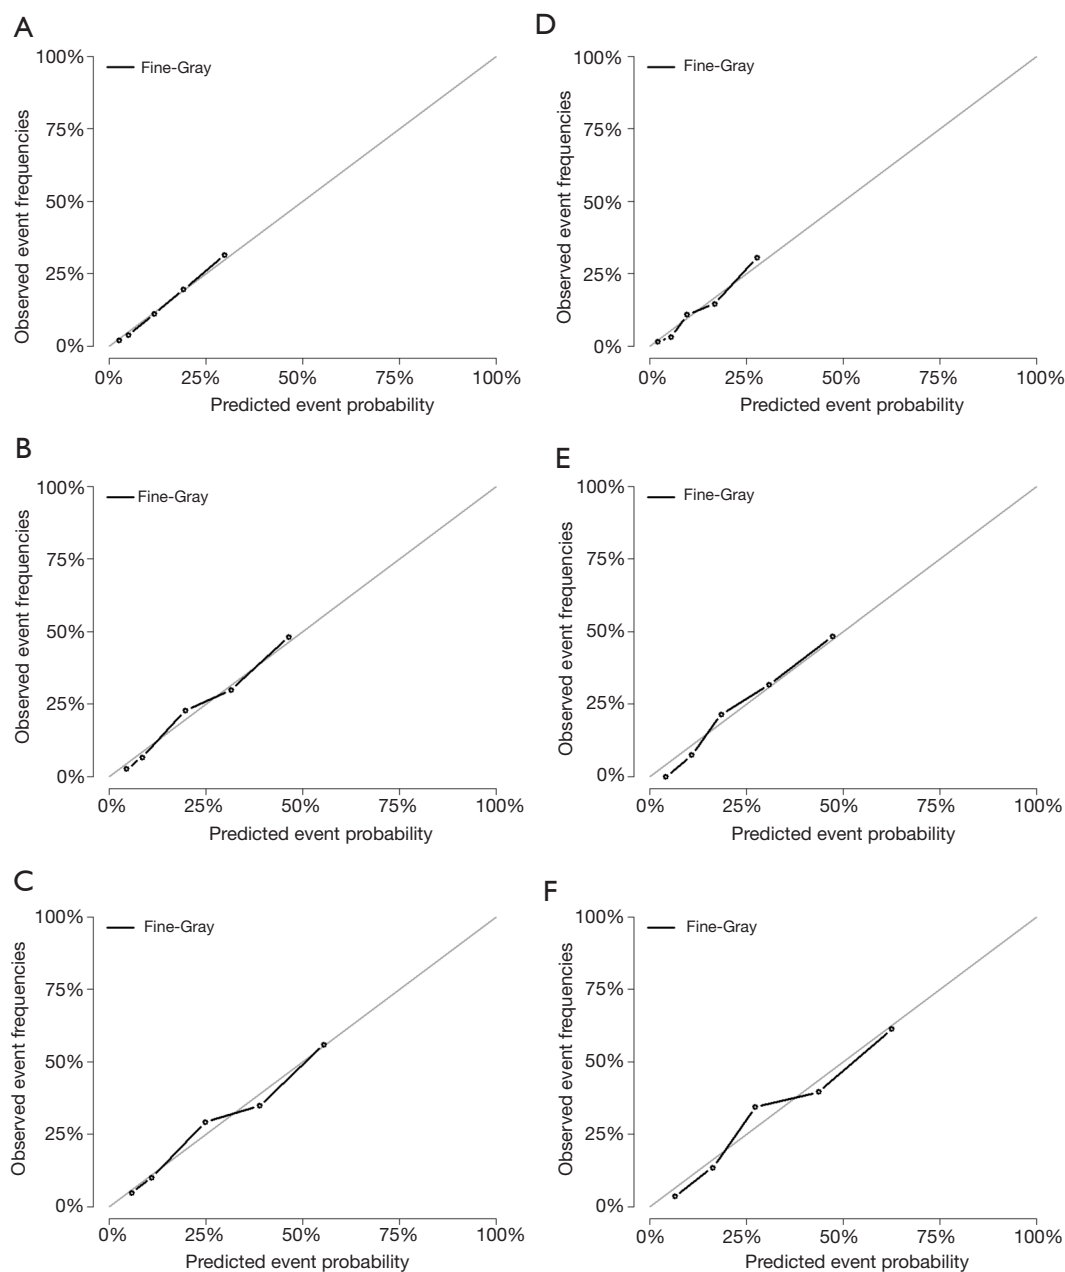 A
100%
75%
50%
25%
0%
Observed event frequencies
Fine-Gray
0% 25% 50% 75% 100%
Predicted event probability
D
100%
75%
50%
25%
0%
Observed event frequencies
Fine-Gray
0% 25% 50% 75% 100%
Predicted event probability
B
100%
75%
50%
25%
0%
Observed event frequencies
Fine-Gray
0% 25% 50% 75% 100%
Predicted event probability
E
100%
75%
50%
25%
0%
Observed event frequencies
Fine-Gray
0% 25% 50% 75% 100%
Predicted event probability
C
100%
75%
50%
25%
0%
Observed event frequencies
Fine-Gray
0% 25% 50% 75% 100%
Predicted event probability
F
100%
75%
50%
25%
0%
Observed event frequencies
Fine-Gray
0% 25% 50% 75% 100%
Predicted event probability